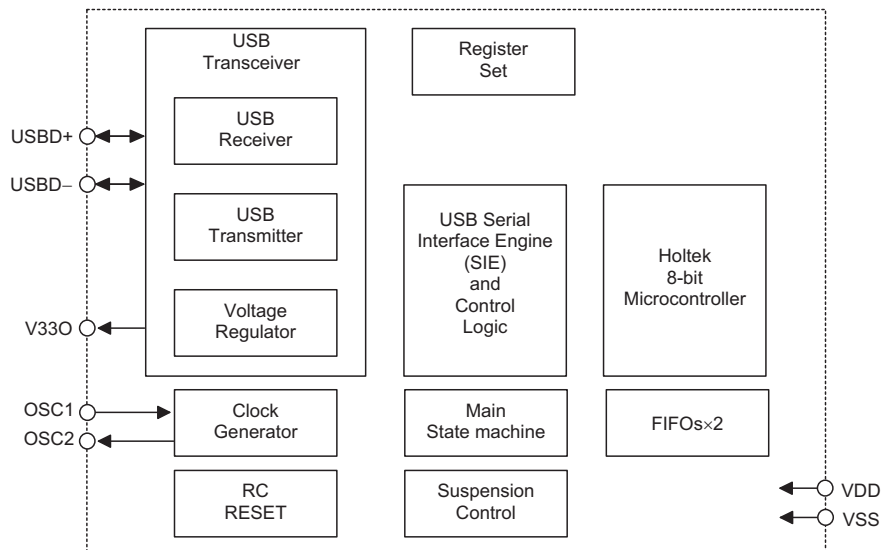 USB
Transceiver
Register
Set
USB
Receiver
USBD+
USBD−
USB
Transmitter
USB Serial
Interface Engine
(SIE)
and
Control
Logic
Holtek
8-bit
Microcontroller
Voltage
Regulator
V33O
OSC1
OSC2
Clock
Generator
Main
State machine
FIFOs×2
RC
RESET
Suspension
Control
VDD
VSS